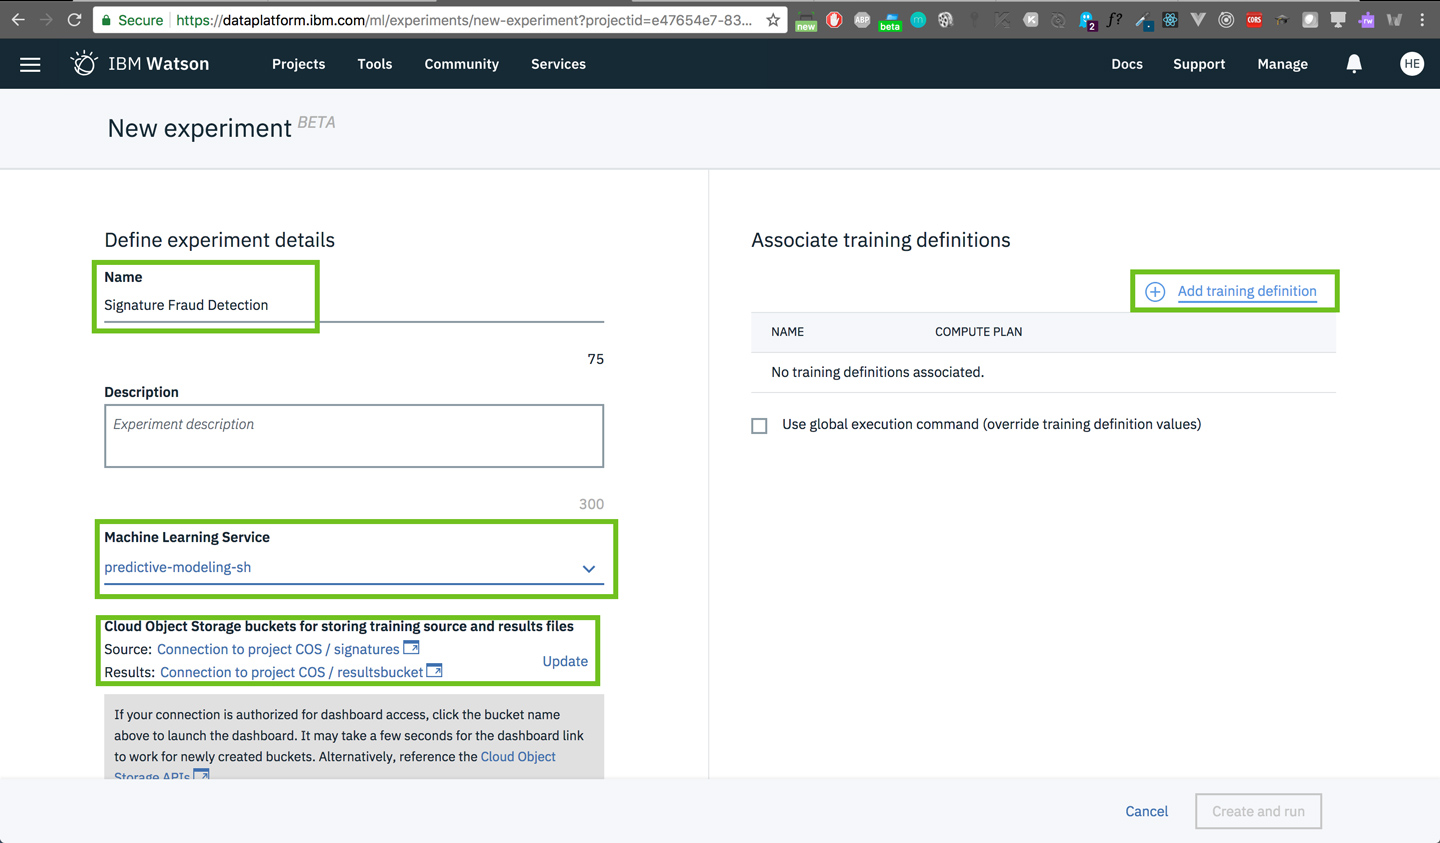 Secure https://dataplatform.ibm.com/ml/experiments/new-experiment?projectid=e47654e7-83...
new
ABP
beta
m
K
2
f?
CORS
rw
IBM Watson
Projects
Tools
Community
Services
Docs
Support
Manage
HE
New experiment BETA
Define experiment details
Name
Signature Fraud Detection
75
Description
Experiment description
300
Machine Learning Service
predictive-modeling-sh
Cloud Object Storage buckets for storing training source and results files
Source: Connection to project COS / signatures
Update
Results: Connection to project COS / resultsbucket
If your connection is authorized for dashboard access, click the bucket name
above to launch the dashboard. It may take a few seconds for the dashboard link
to work for newly created buckets. Alternatively, reference the Cloud Object
Storage APIs
Associate training definitions
Add training definition
NAME
COMPUTE PLAN
No training definitions associated.
Use global execution command (override training definition values)
Cancel
Create and run